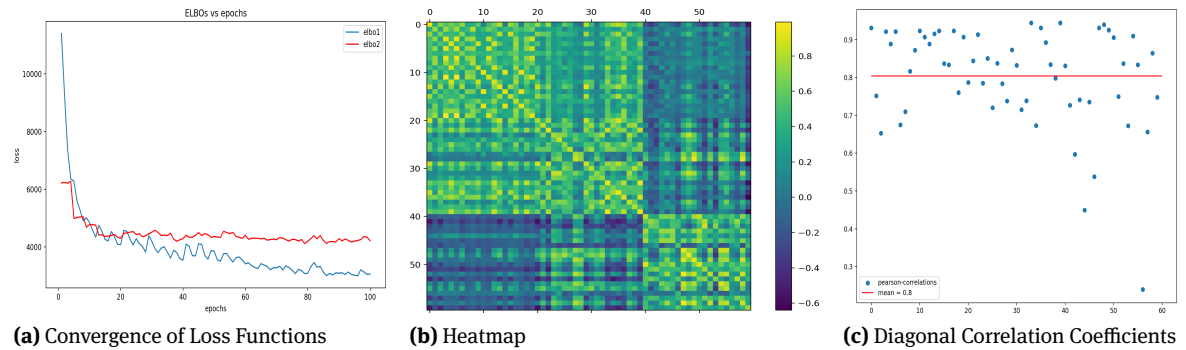 ELBOs vs epochs
elbo1
elbo2
10000
8000
6000
4000
loss
0 20 40 60 80 100
epochs
(a) Convergence of Loss Functions
0 10 20 30 40 50
0
10
20
30
40
50
0.8
0.6
0.4
0.2
0.0
−0.2
−0.4
−0.6
(b) Heatmap
0.9
0.8
0.7
0.6
0.5
0.4
0.3
pearson-correlations
mean = 0.8
0 10 20 30 40 50 60
(c) Diagonal Correlation Coefficients